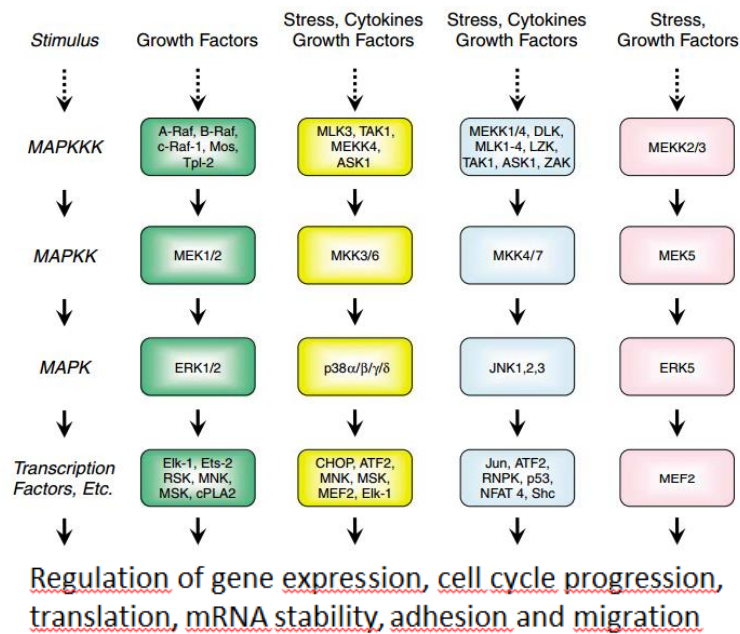 Stimulus
Growth Factors
Stress, Cytokines
Growth Factors
Stress, Cytokines
Growth Factors
Stress,
Growth Factors
MAPKKK
A-Raf, B-Raf,
c-Raf-1, Mos,
Tpl-2
MLK3, TAK1,
MEKK4,
ASK1
MEKK1/4, DLK,
MLK1-4, LZK,
TAK1, ASK1, ZAK
MEKK2/3
MAPKK
MEK1/2
MKK3/6
MKK4/7
MEK5
MAPK
ERK1/2
p38α/β/γ/δ
JNK1,2,3
ERK5
Transcription
Factors, Etc.
Elk-1, Ets-2
RSK, MNK,
MSK, cPLA2
CHOP, ATF2,
MNK, MSK,
MEF2, Elk-1
Jun, ATF2,
RNPK, p53,
NFAT 4, Shc
MEF2
Regulation of gene expression, cell cycle progression,
translation, mRNA stability, adhesion and migration